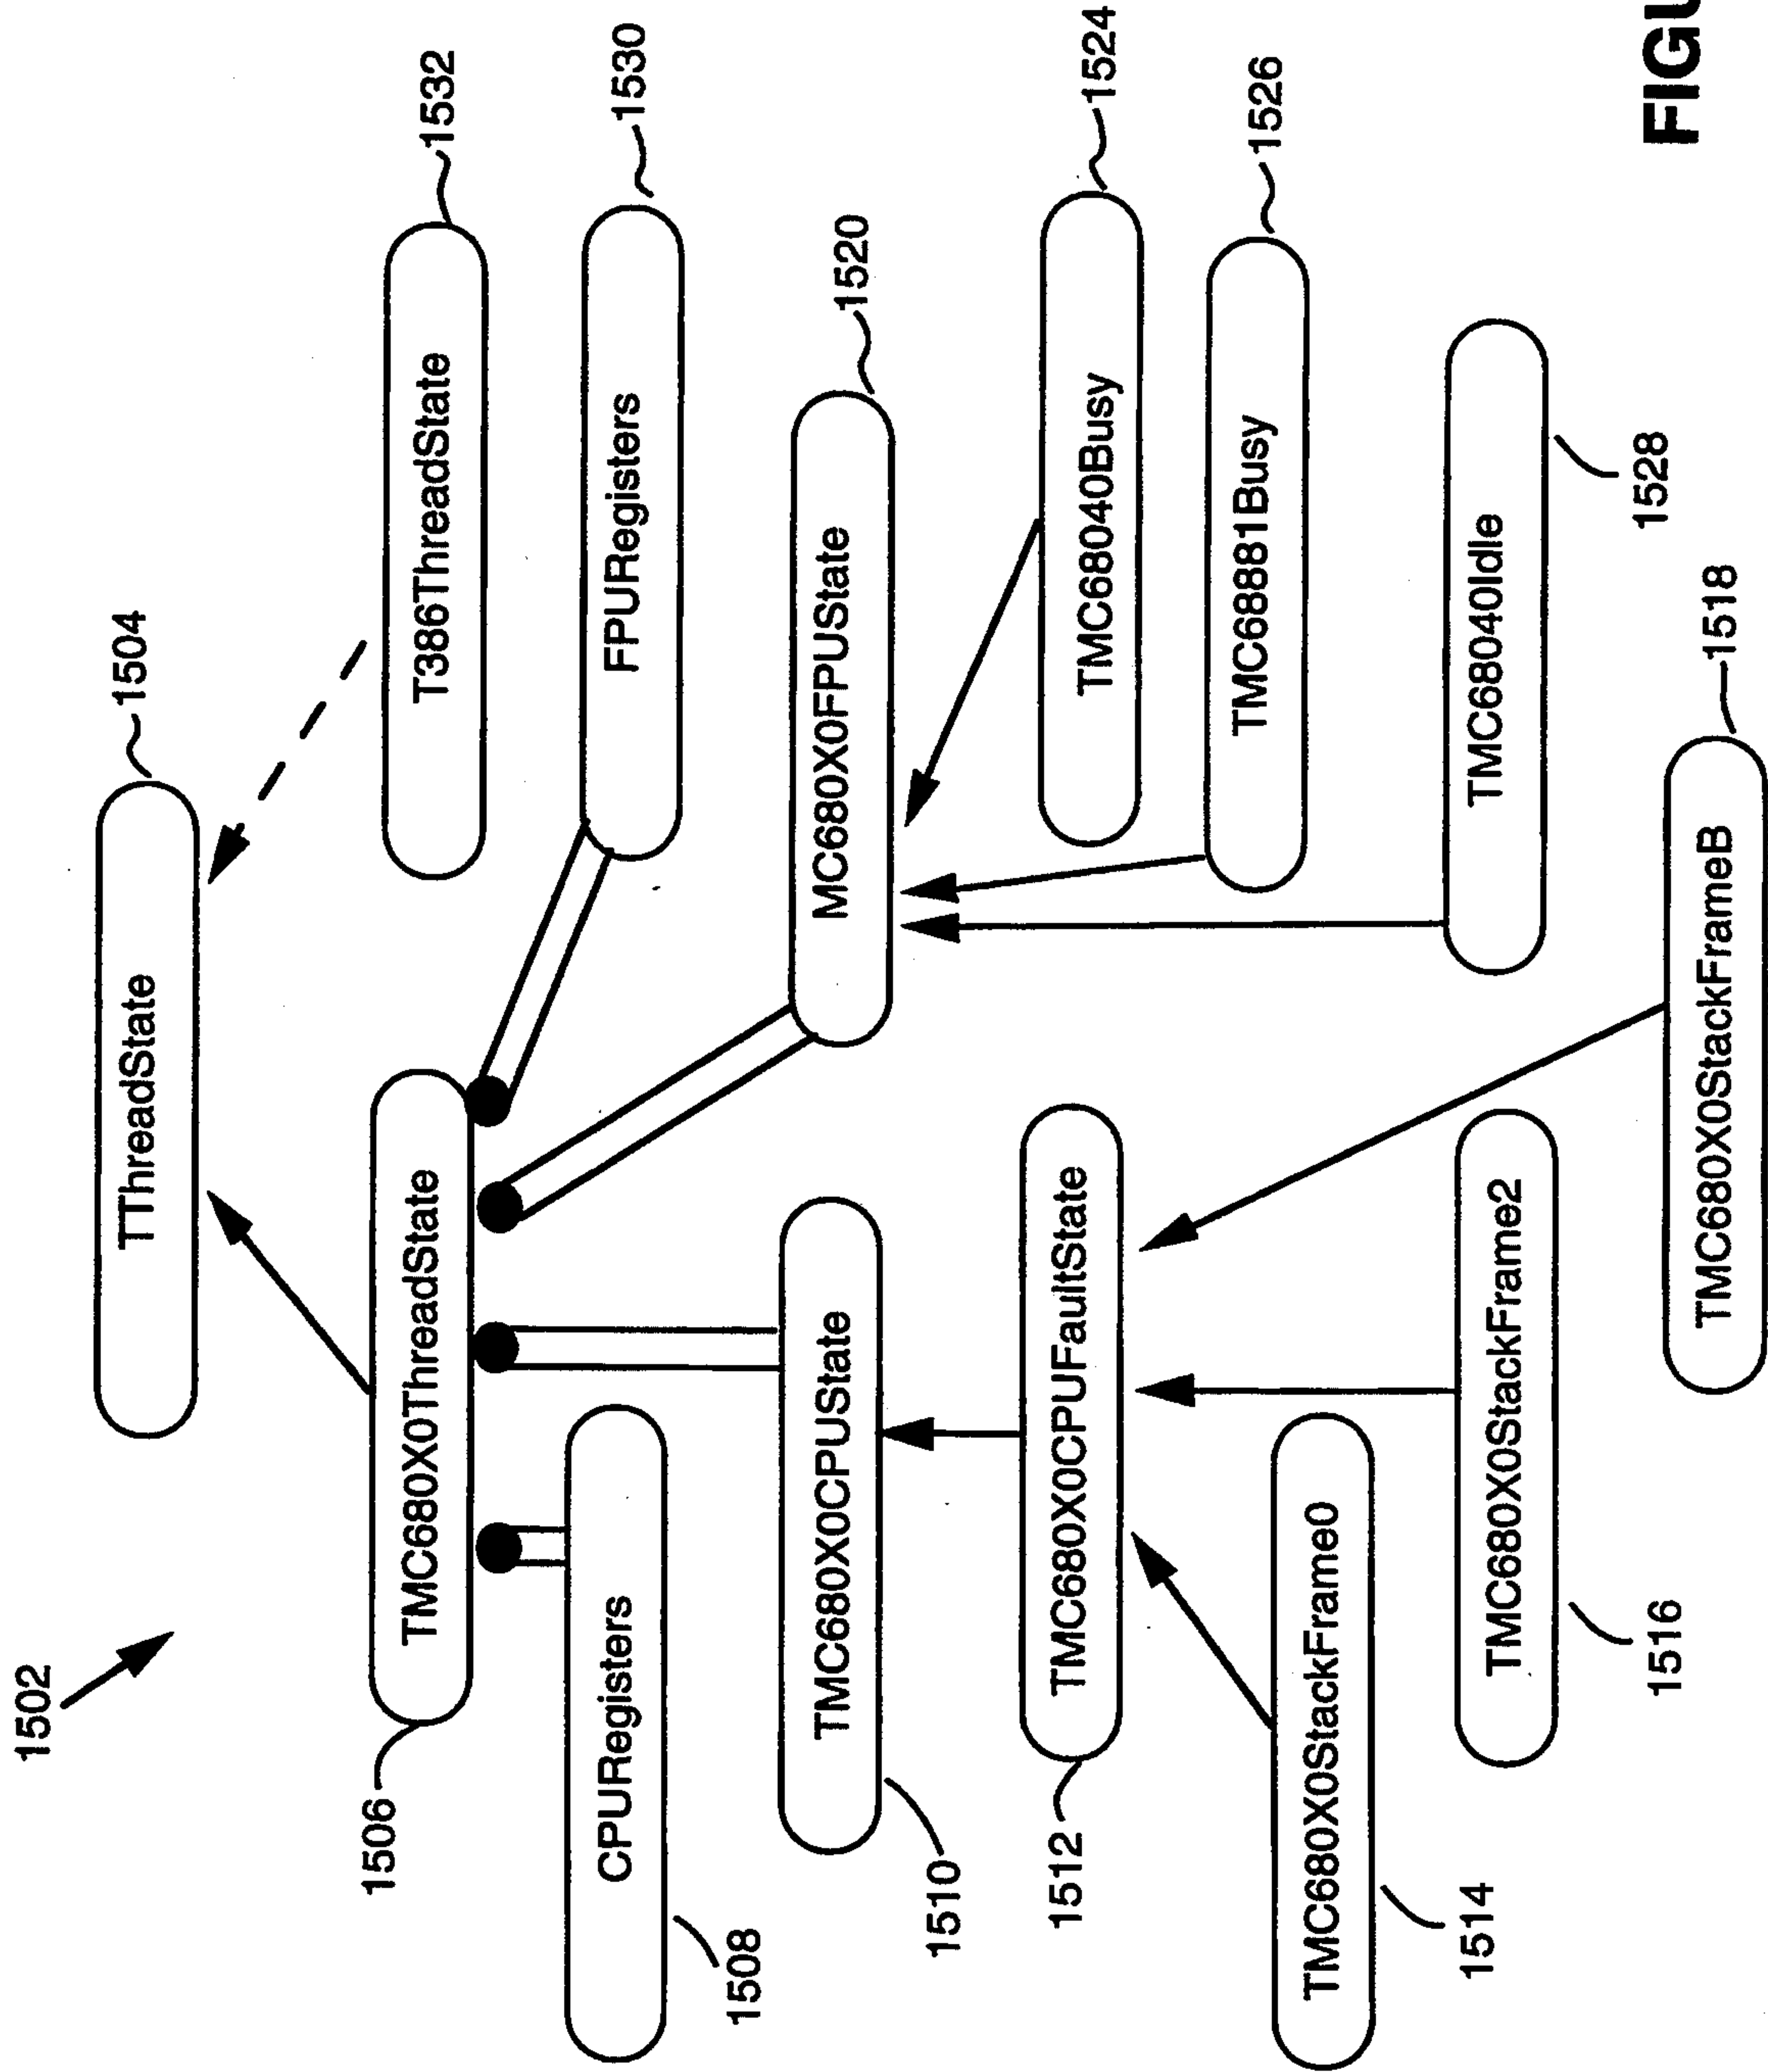 1502
TThreadState
1504
1506
TMC680X0ThreadState
T386ThreadState
1532
CPURegisters
FPURegisters
1530
1508
TMC680X0CPUState
MC680X0FPUState
1520
1510
1512
TMC680X0CPUFaultState
TMC68040Busy
1524
TMC68881Busy
1526
TMC680X0StackFrame0
1514
TMC680X0StackFrame2
TMC68040Idle
1516
1528
TMC680X0StackFrameB
1518
FIGU